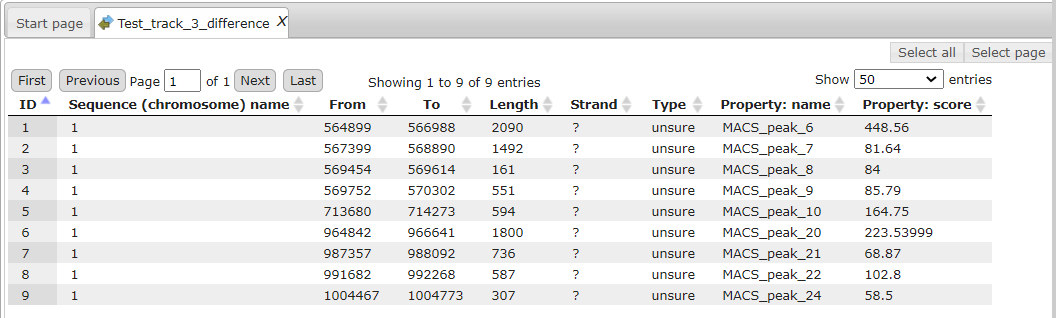 Start page Test_track_3_difference X
Select all Select page
First Previous Page 1 of 1 Next Last Showing 1 to 9 of 9 entries Show 50 entries
ID Sequence (chromosome) name From To Length Strand Type Property: name Property: score
1 1 564899 566988 2090 ? unsure MACS_peak_6 448.56
2 1 567399 568890 1492 ? unsure MACS_peak_7 81.64
3 1 569454 569614 161 ? unsure MACS_peak_8 84
4 1 569752 570302 551 ? unsure MACS_peak_9 85.79
5 1 713680 714273 594 ? unsure MACS_peak_10 164.75
6 1 964842 966641 1800 ? unsure MACS_peak_20 223.53999
7 1 987357 988092 736 ? unsure MACS_peak_21 68.87
8 1 991682 992268 587 ? unsure MACS_peak_22 102.8
9 1 1004467 1004773 307 ? unsure MACS_peak_24 58.5